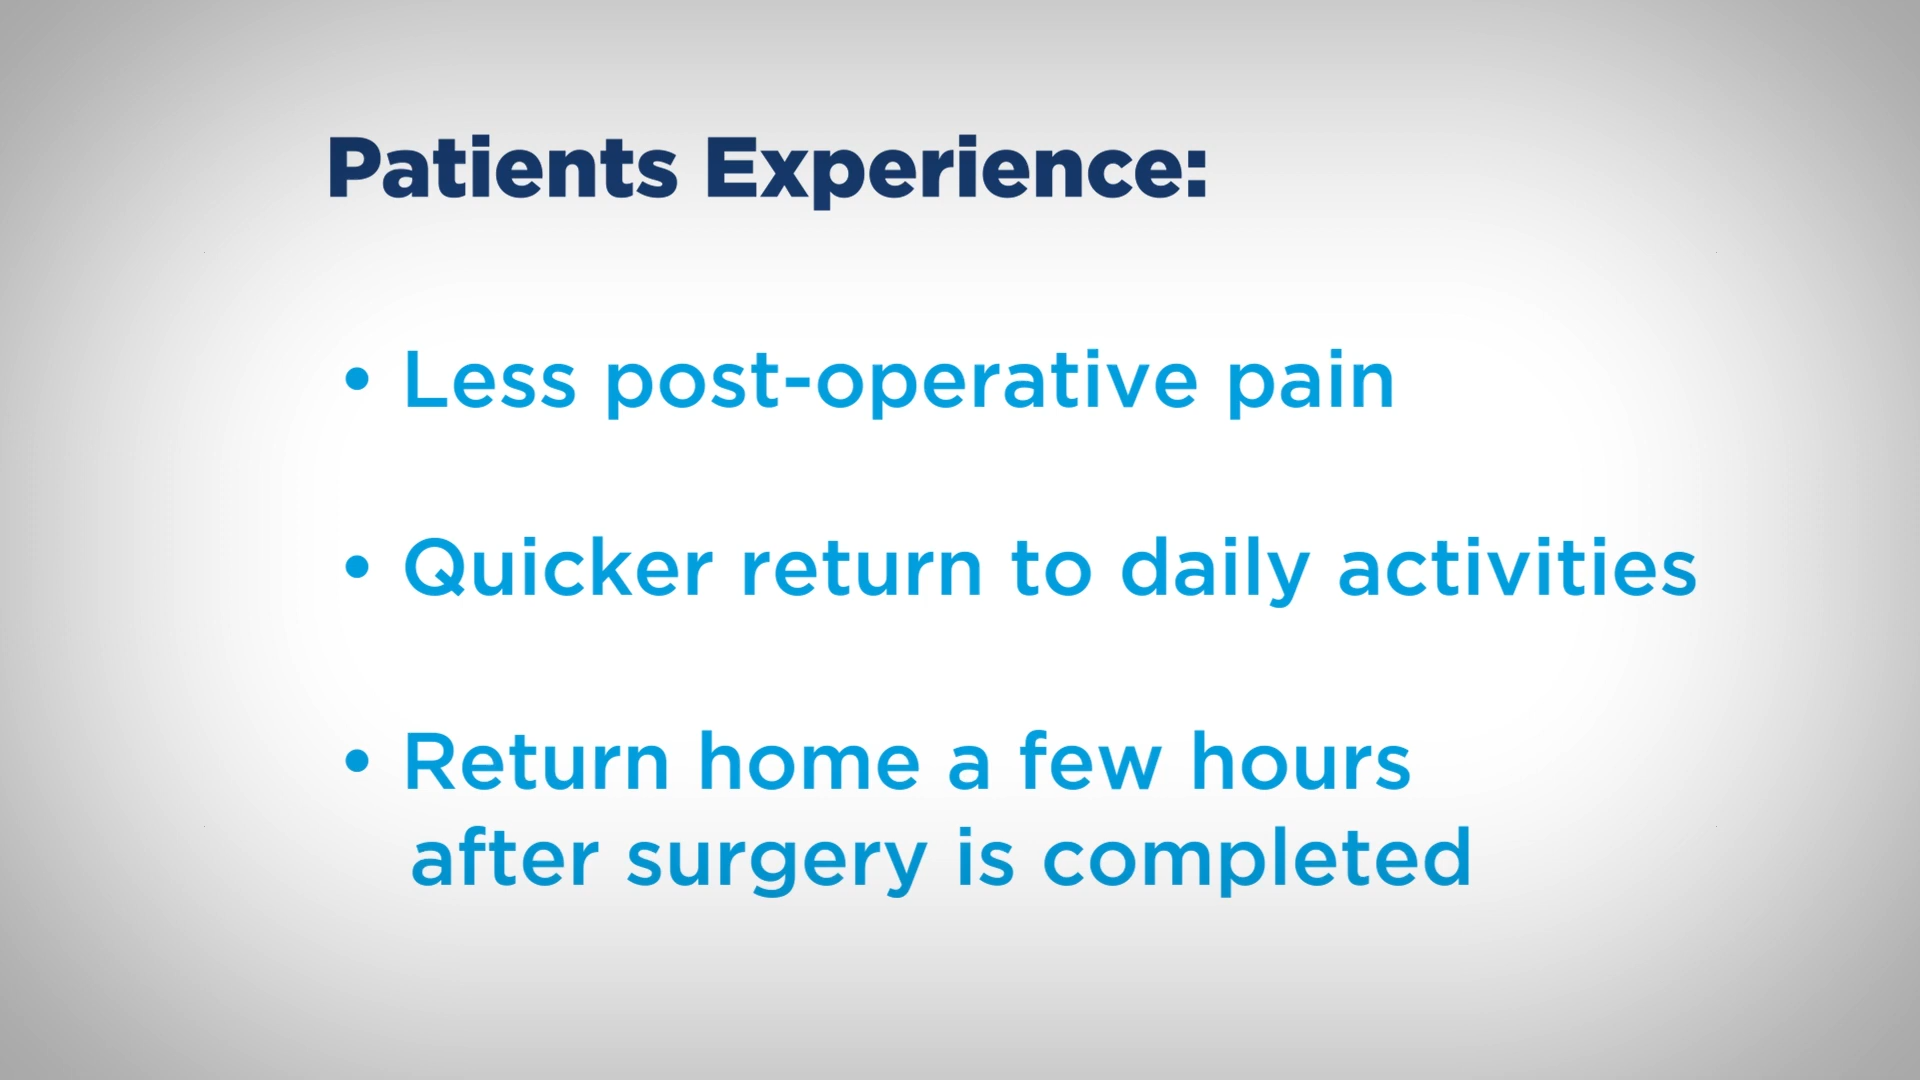 Patients Experience:
• Less post-operative pain
• Quicker return to daily activities
• Return home a few hours
after surgery is completed